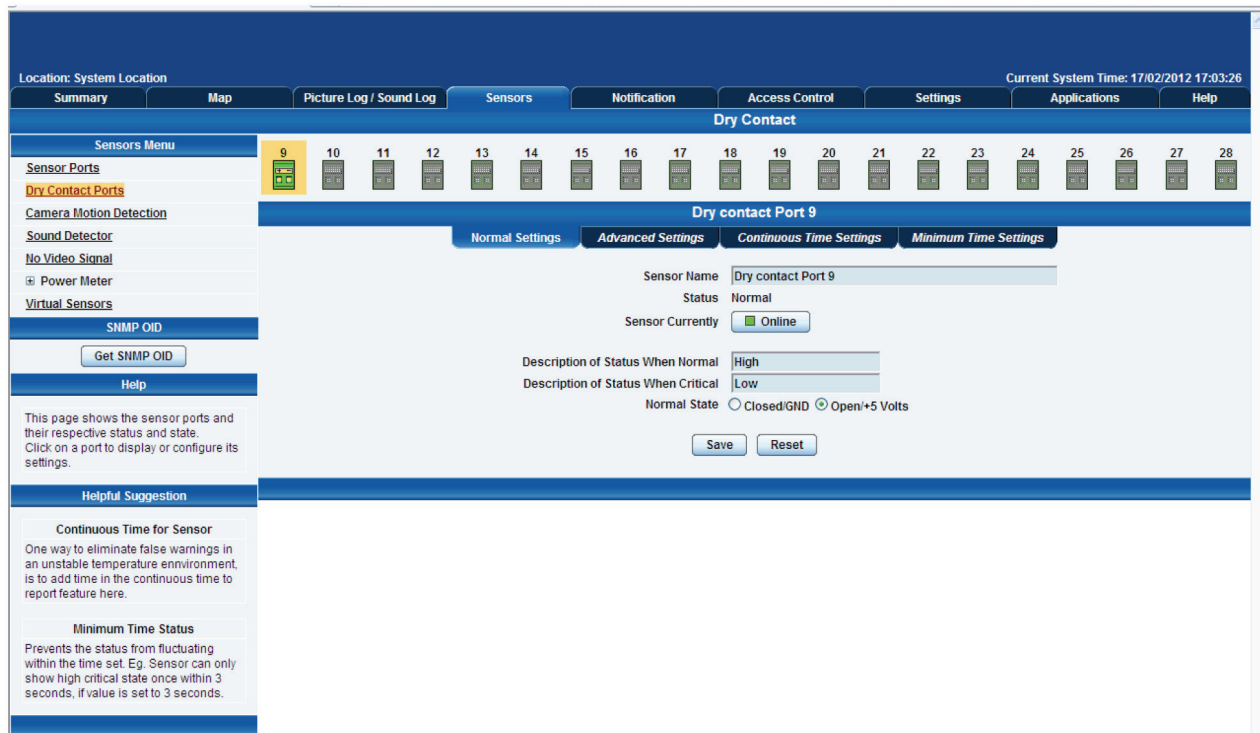 Location: System Location
Current System Time: 17/02/2012 17:03:26
Summary Map Picture Log / Sound Log Sensors Notification Access Control Settings Applications Help
Dry Contact
Sensors Menu
Sensor Ports
Dry Contact Ports
Camera Motion Detection
Sound Detector
No Video Signal
Power Meter
Virtual Sensors
SNMP OID
Get SNMP OID
Help
This page shows the sensor ports and
their respective status and state.
Click on a port to display or configure its
settings.
Helpful Suggestion
Continuous Time for Sensor
One way to eliminate false warnings in
an unstable temperature ennvironment,
is to add time in the continuous time to
report feature here.
Minimum Time Status
Prevents the status from fluctuating
within the time set. Eg. Sensor can only
show high critical state once within 3
seconds, if value is set to 3 seconds.
9 10 11 12 13 14 15 16 17 18 19 20 21 22 23 24 25 26 27 28
Dry contact Port 9
Normal Settings Advanced Settings Continuous Time Settings Minimum Time Settings
Sensor Name Dry contact Port 9
Status Normal
Sensor Currently Online
Description of Status When Normal High
Description of Status When Critical Low
Normal State Closed/GND Open/+5 Volts
Save Reset